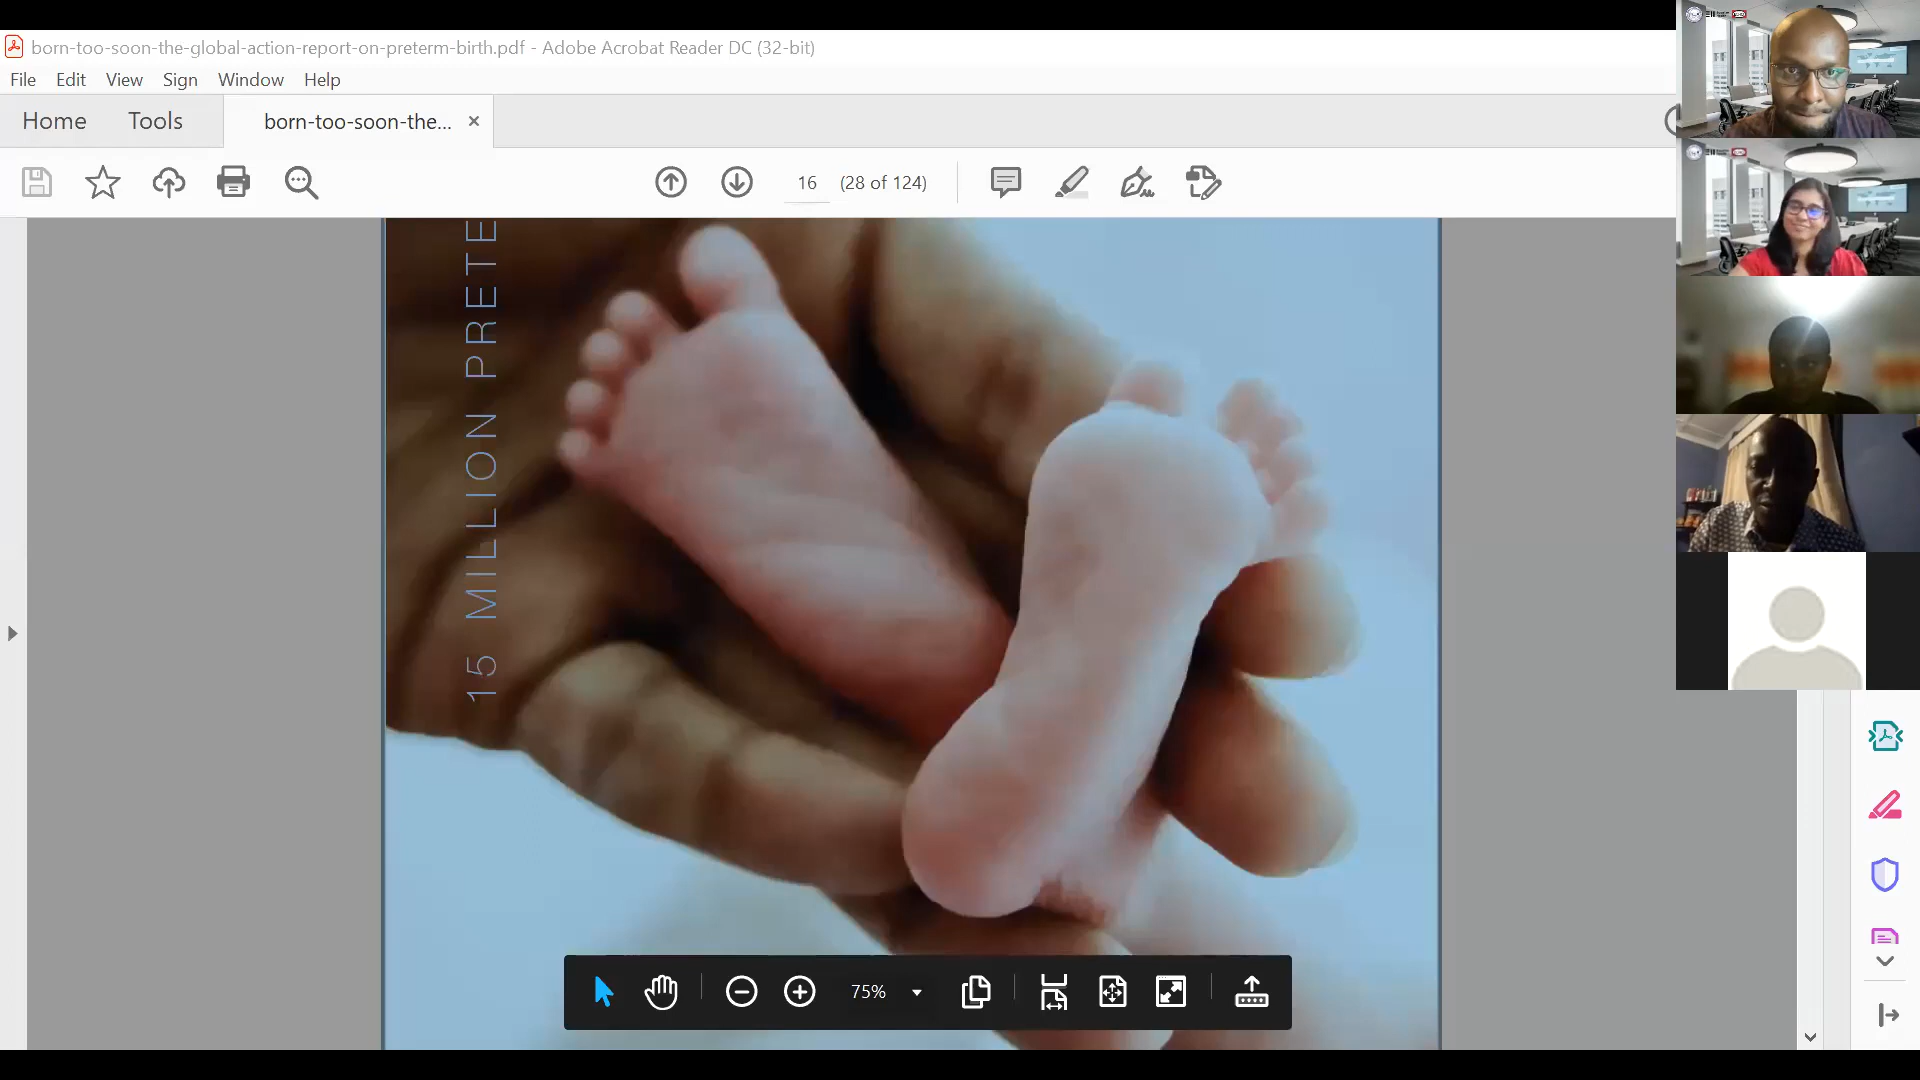 born-too-soon-the-global-action-report-on-preterm-birth.pdf - Adobe Acrobat Reader DC (32-bit)
File Edit View Sign Window Help
Home Tools born-too-soon-the...
16 (28 of 124)
15 MILLION PRETE
75%